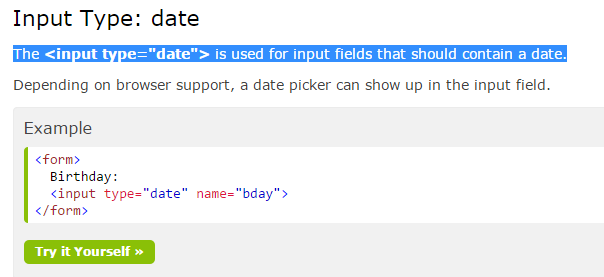 Input Type: date
The <input type="date"> is used for input fields that should contain a date.
Depending on browser support, a date picker can show up in the input field.
Example
<form>
  Birthday:
  <input type="date" name="bday">
</form>
Try it Yourself »